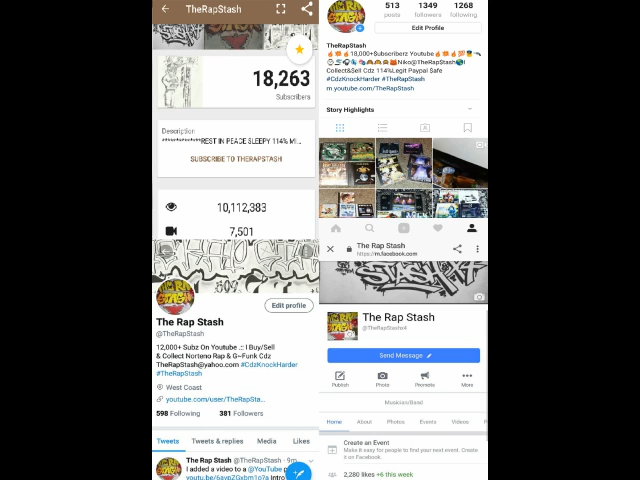 TheRapStash
18,263
Subscribers
Description
REST IN PEACE SLEEPY 114% MI...
SUBSCRIBE TO THERAPSTASH
10,112,383
7,501
Edit profile
The Rap Stash
@TheRapStash
12,000+ Subz On Youtube .:: I Buy/Sell
& Collect Norteno Rap & G~Funk Cdz
TheRapStash@yahoo.com #CdzKnockHarder
#TheRapStash
West Coast
youtube.com/user/TheRapSta...
598 Following 381 Followers
Tweets Tweets & replies Media Likes
The Rap Stash @TheRapStash · 9m
I added a video to a @YouTube
513 1349 1268
posts followers following
Edit Profile
TheRapStash
18,000+Subscriberz Youtube
Niko@TheRapStash
Collect&Sell Cdz 114%Legit Paypal Safe
#CdzKnockHarder #TheRapStash
m.youtube.com/TheRapStash
Story Highlights
The Rap Stash
https://m.facebook.com
The Rap Stash
@TheRapStashx4
Send Message
Publish Photo Promote More
Musician/Band
Home About Photos Events Videos
Create an Event
Make it easy for people to find your next event. Create
it on Facebook.
2,280 likes +6 this week